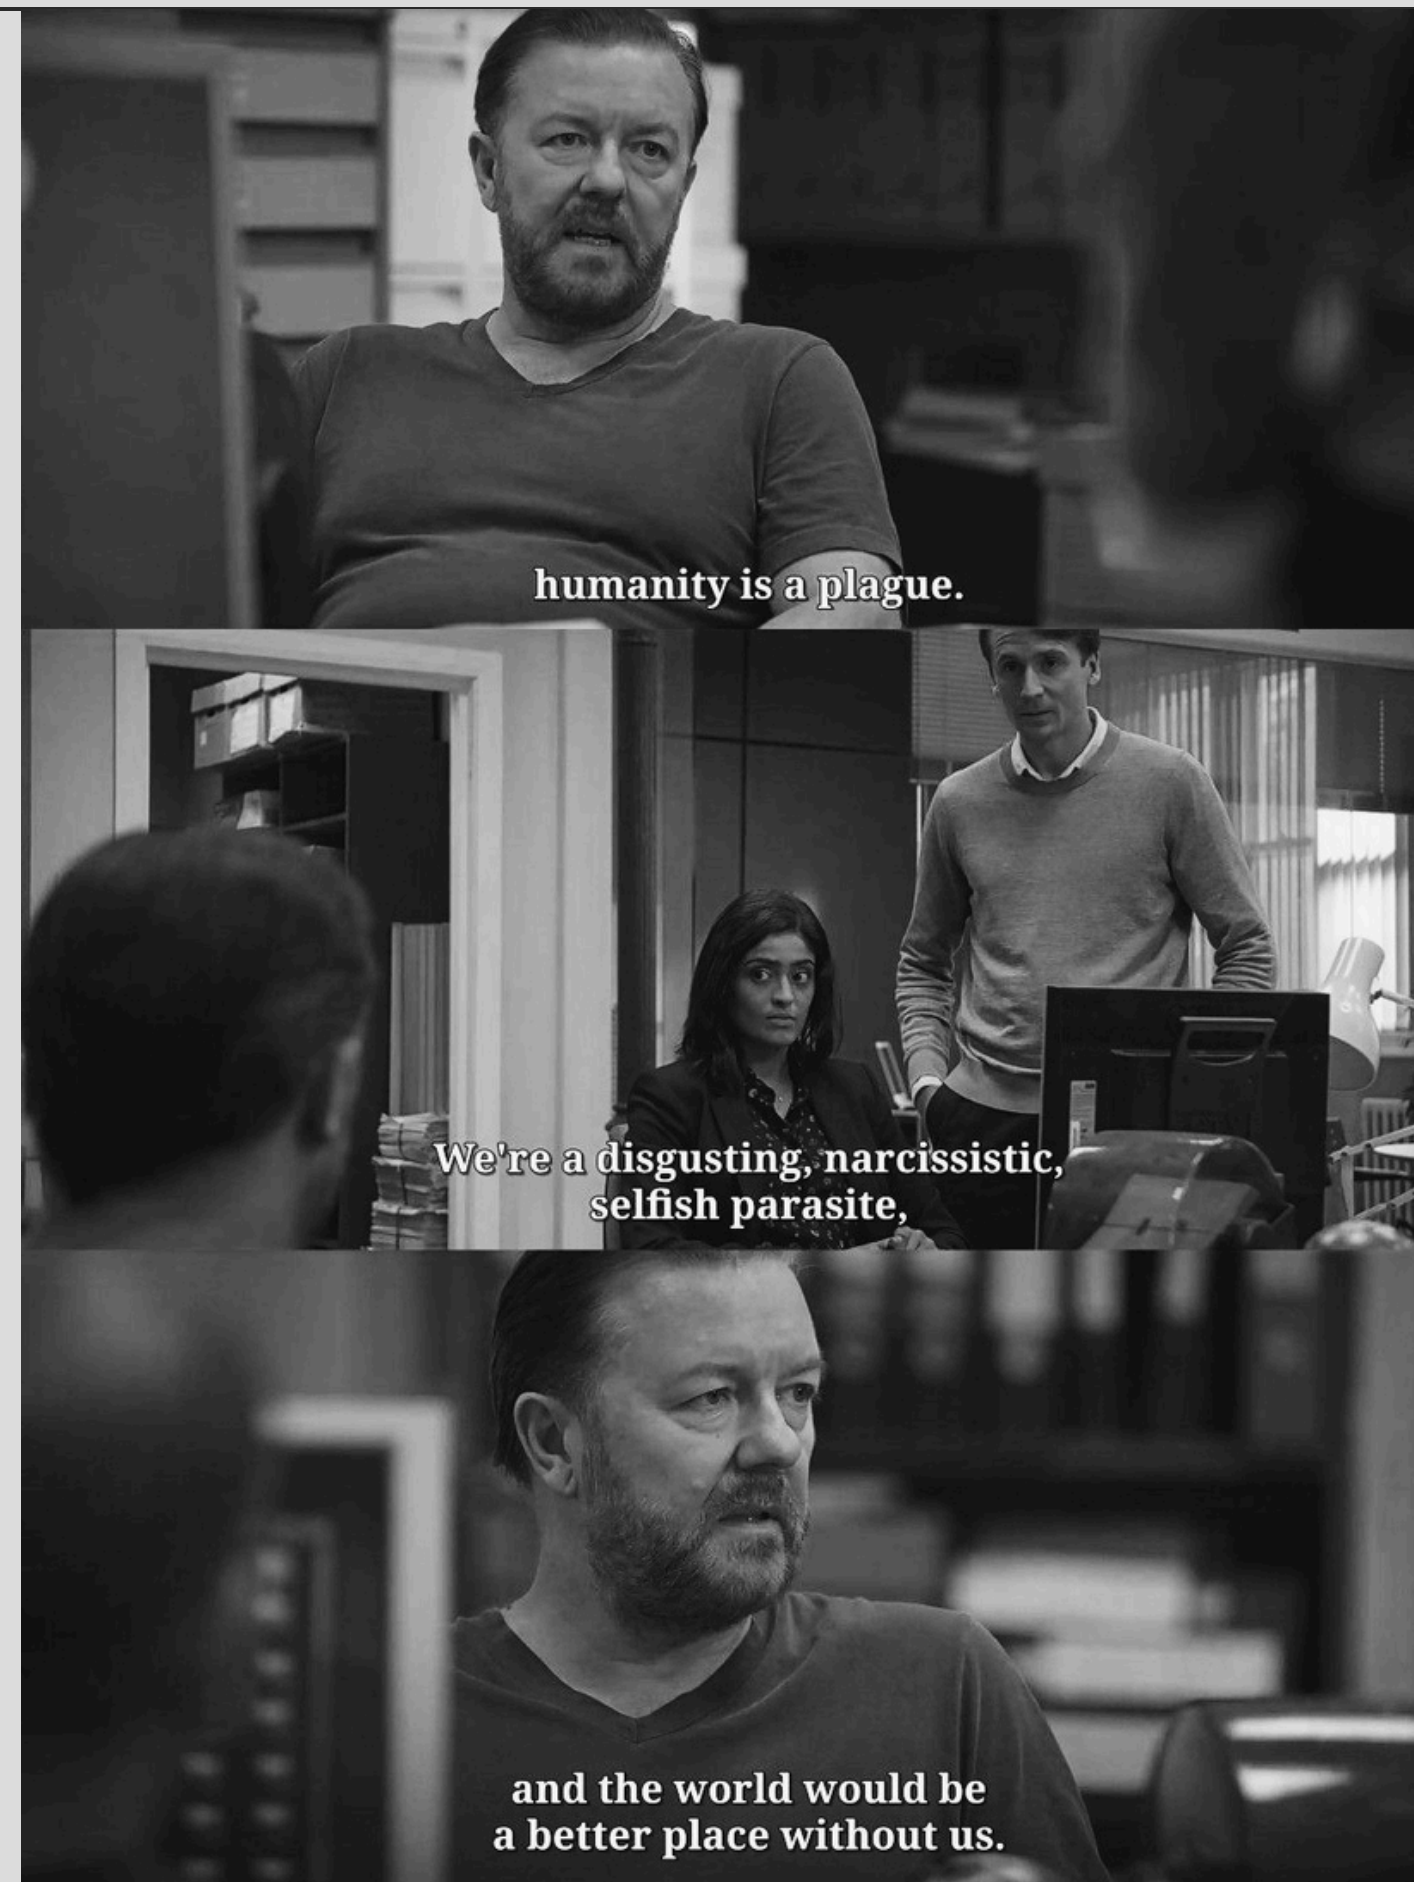 humanity is a plague.
We're a disgusting, narcissistic,
selfish parasite,
and the world would be
a better place without us.